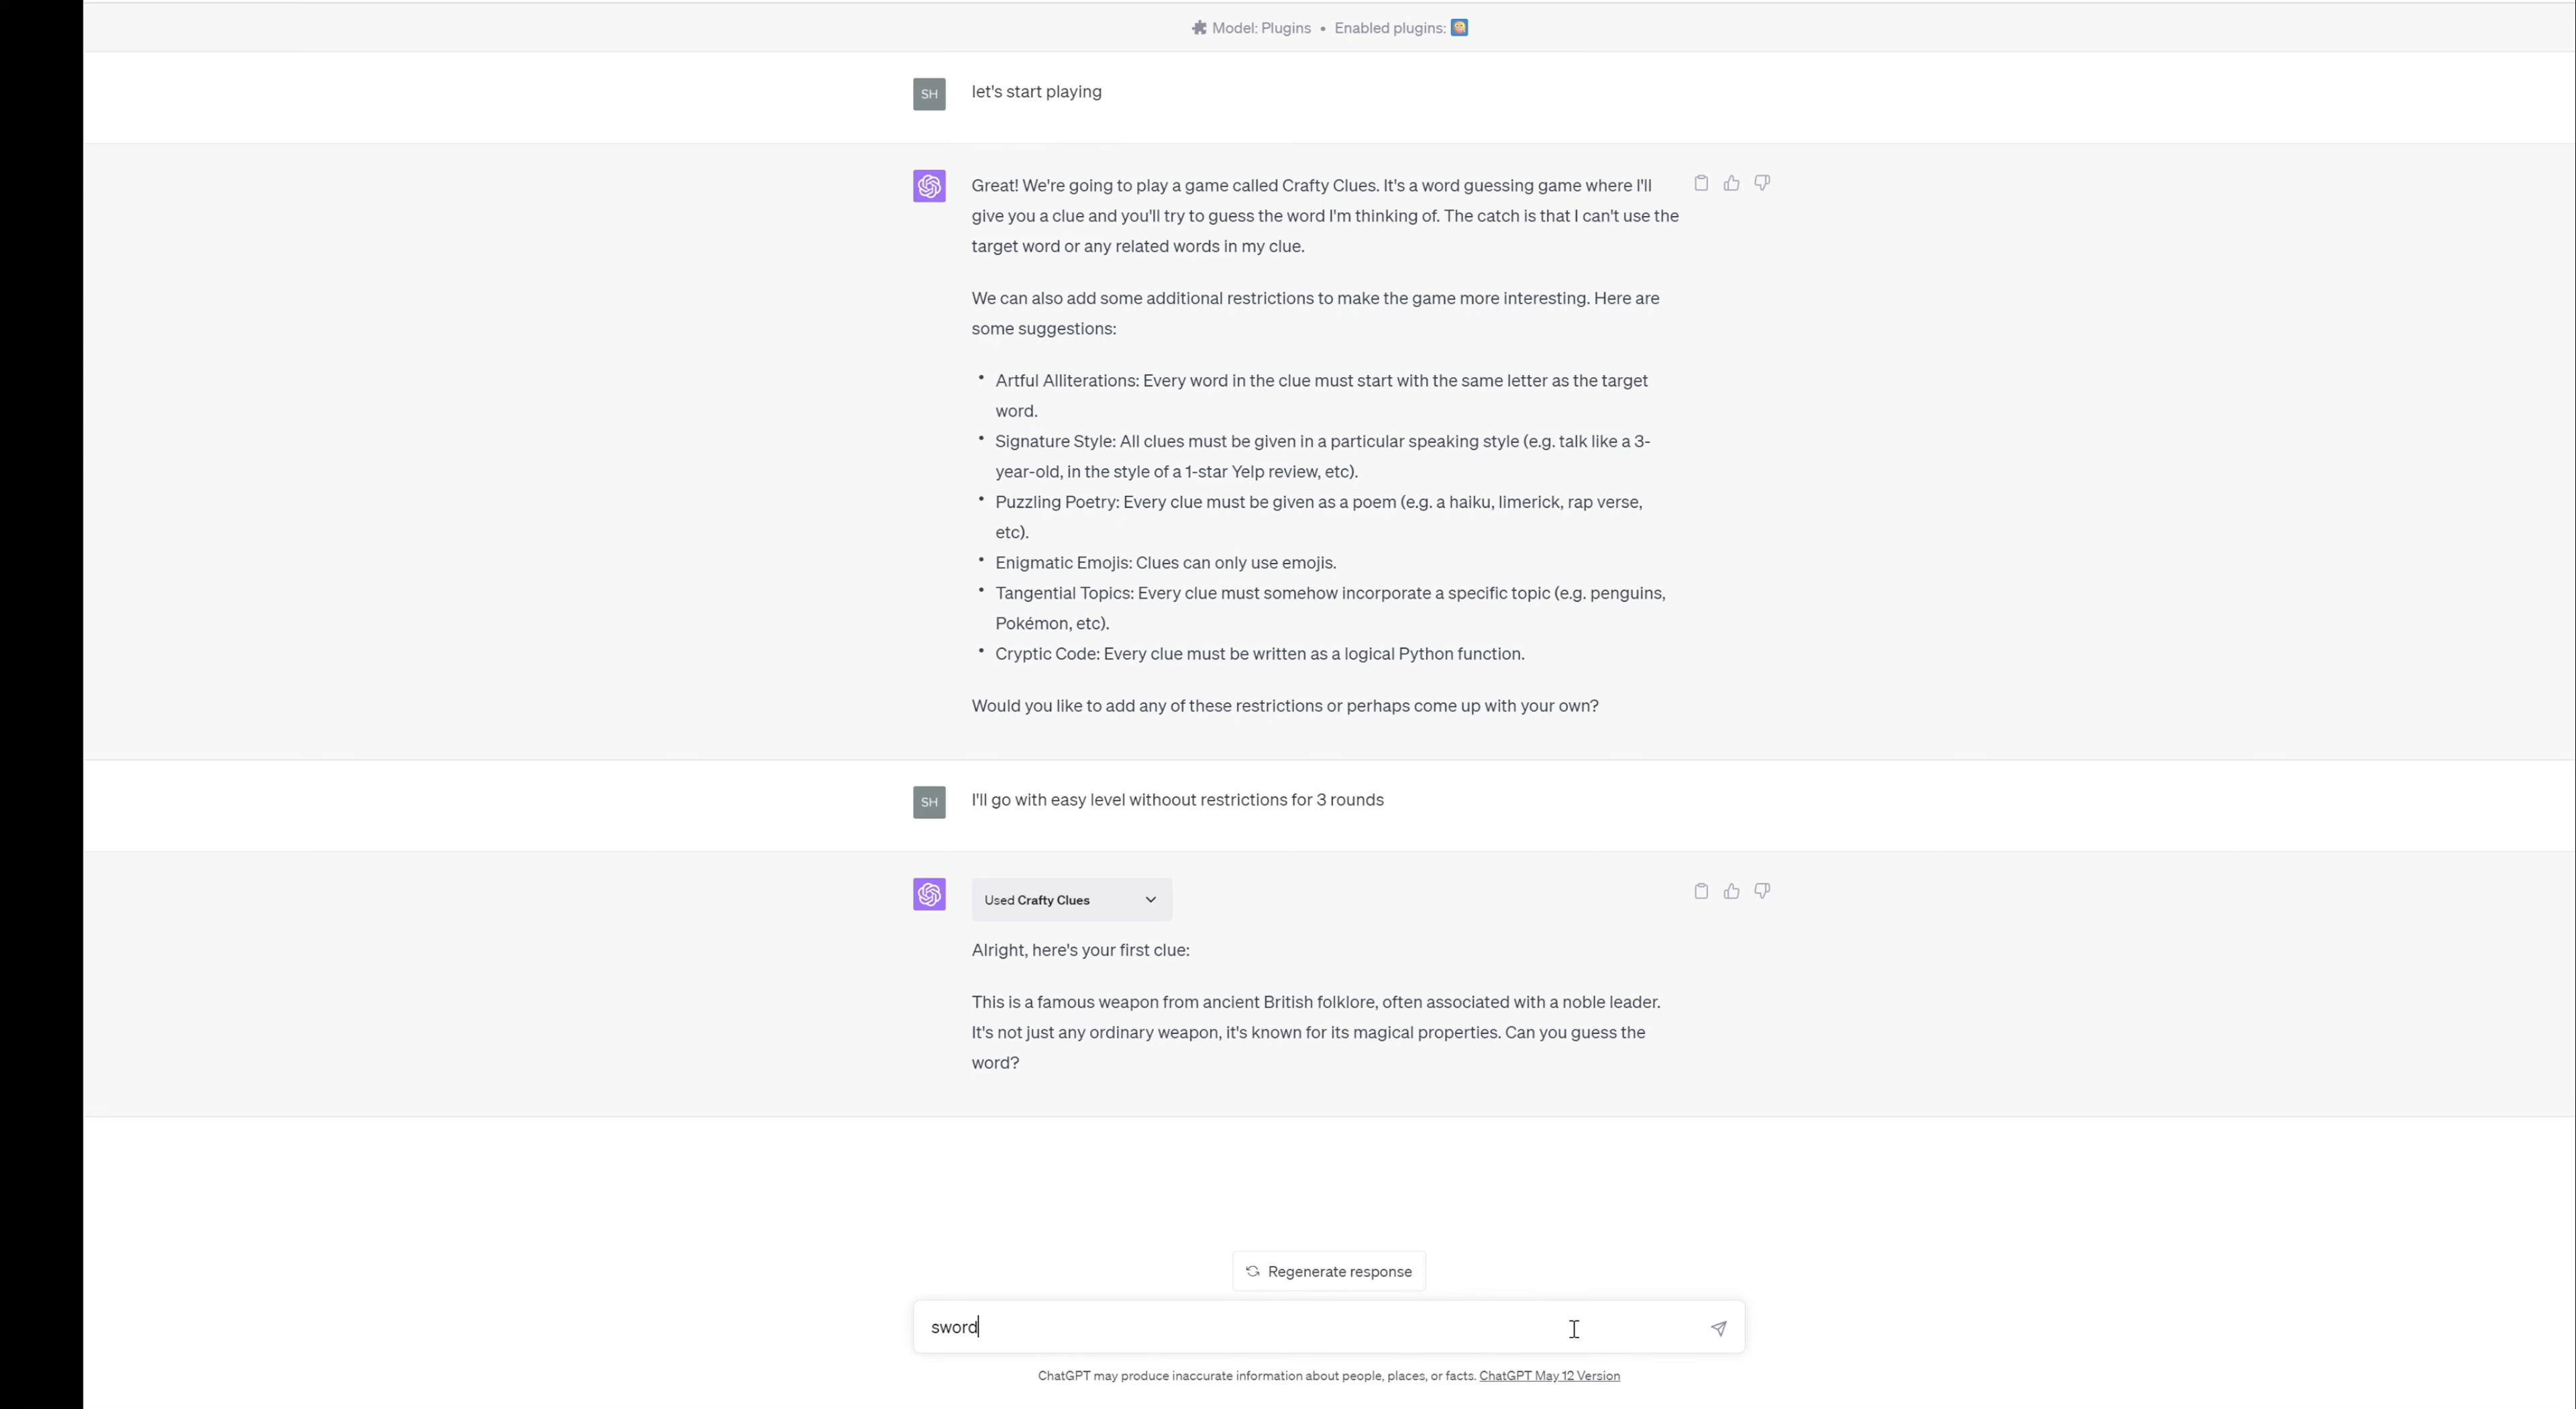 Model: Plugins • Enabled plugins:
SH
let's start playing
Great! We're going to play a game called Crafty Clues. It's a word guessing game where I'll
give you a clue and you'll try to guess the word I'm thinking of. The catch is that I can't use the
target word or any related words in my clue.
We can also add some additional restrictions to make the game more interesting. Here are
some suggestions:
• Artful Alliterations: Every word in the clue must start with the same letter as the target
word.
• Signature Style: All clues must be given in a particular speaking style (e.g. talk like a 3-
year-old, in the style of a 1-star Yelp review, etc).
• Puzzling Poetry: Every clue must be given as a poem (e.g. a haiku, limerick, rap verse,
etc).
• Enigmatic Emojis: Clues can only use emojis.
• Tangential Topics: Every clue must somehow incorporate a specific topic (e.g. penguins,
Pokémon, etc).
• Cryptic Code: Every clue must be written as a logical Python function.
Would you like to add any of these restrictions or perhaps come up with your own?
SH
I'll go with easy level withoout restrictions for 3 rounds
Used Crafty Clues
Alright, here's your first clue:
This is a famous weapon from ancient British folklore, often associated with a noble leader.
It's not just any ordinary weapon, it's known for its magical properties. Can you guess the
word?
Regenerate response
sword
ChatGPT may produce inaccurate information about people, places, or facts. ChatGPT May 12 Version